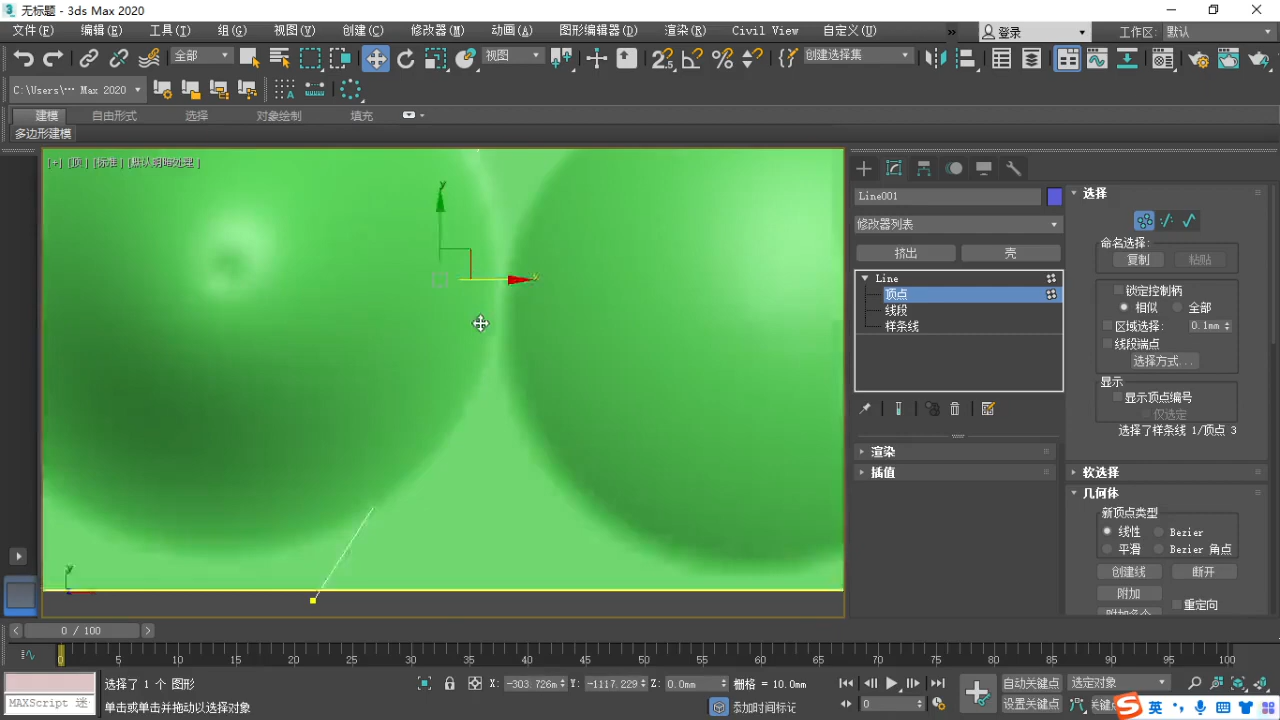 无标题 - 3ds Max 2020
文件(F) 编辑(E) 工具(T) 组(G) 视图(V) 创建(C) 修改器(M) 动画(A) 图形编辑器(D) 渲染(R) Civil View 自定义(U) » 登录 工作区: 默认
全部 视图 创建选择集
C:\Users\··· Max 2020
建模 自由形式 选择 对象绘制 填充
多边形建模
[+] [顶] [标准] [默认明暗处理]
y
x
y
Line001
修改器列表
挤出 壳
Line
顶点
线段
样条线
渲染
插值
选择
命名选择:
复制 粘贴
锁定控制柄
相似 全部
区域选择: 0.1mm
线段端点
选择方式...
显示
显示顶点编号
仅选定
选择了样条线 1/顶点 3
软选择
几何体
新顶点类型
线性 Bezier
平滑 Bezier 角点
创建线 断开
附加 重定向
附加多个
0 / 100
0 5 10 15 20 25 30 35 40 45 50 55 60 65 70 75 80 85 90 95 100
选择了 1 个 图形 X: -303.726m Y: -1117.229 Z: 0.0mm 栅格 = 10.0mm 自动关键点 选定对象
MAXScript 迷 单击或单击并拖动以选择对象 添加时间标记 0 设置关键点 关键点
英